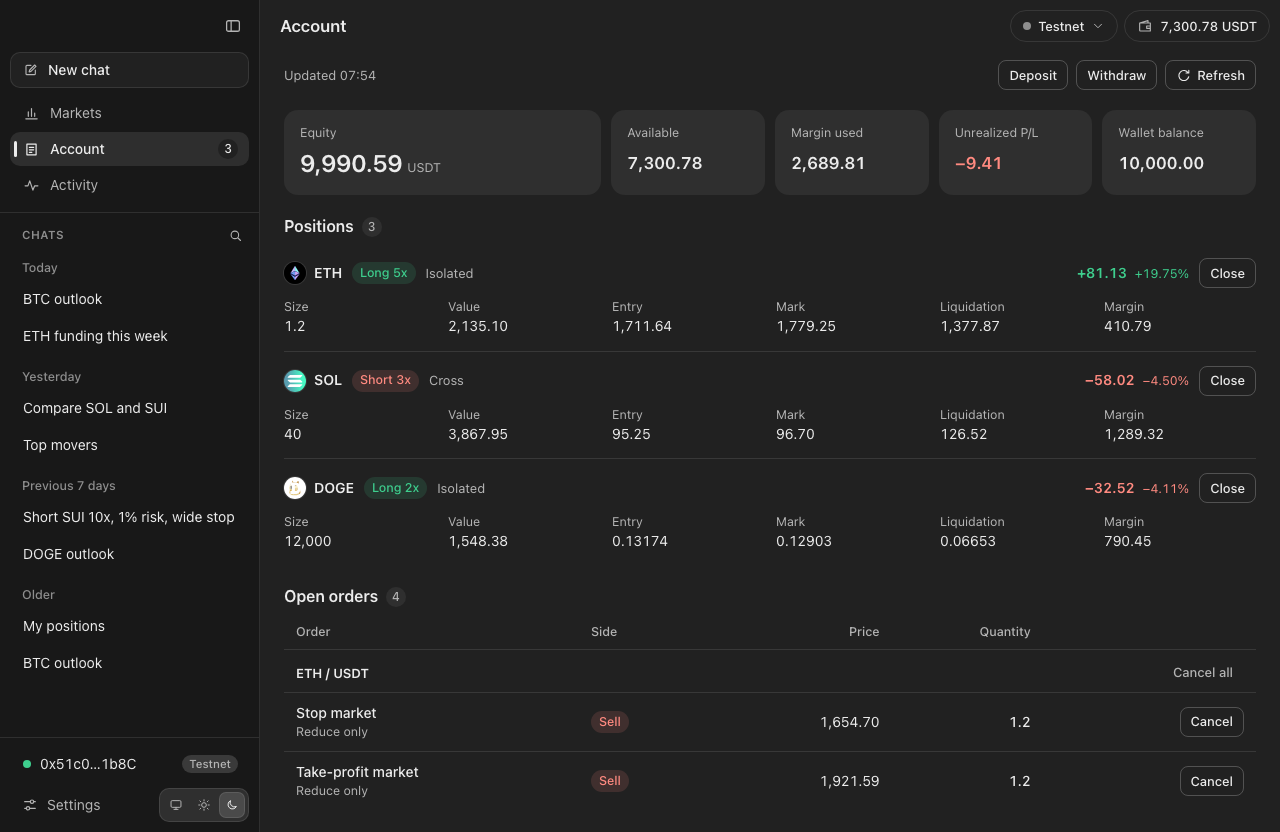 Account
Testnet
7,300.78 USDT
New chat
Markets
Account 3
Activity
CHATS
Today
BTC outlook
ETH funding this week
Yesterday
Compare SOL and SUI
Top movers
Previous 7 days
Short SUI 10x, 1% risk, wide stop
DOGE outlook
Older
My positions
BTC outlook
0x51c0...1b8C Testnet
Settings
Updated 07:54
Deposit Withdraw Refresh
Equity Available Margin used Unrealized P/L Wallet balance
9,990.59 USDT 7,300.78 2,689.81 −9.41 10,000.00
Positions 3
ETH Long 5x Isolated +81.13 +19.75% Close
Size Value Entry Mark Liquidation Margin
1.2 2,135.10 1,711.64 1,779.25 1,377.87 410.79
SOL Short 3x Cross −58.02 −4.50% Close
Size Value Entry Mark Liquidation Margin
40 3,867.95 95.25 96.70 126.52 1,289.32
DOGE Long 2x Isolated −32.52 −4.11% Close
Size Value Entry Mark Liquidation Margin
12,000 1,548.38 0.13174 0.12903 0.06653 790.45
Open orders 4
Order Side Price Quantity
ETH / USDT Cancel all
Stop market
Reduce only
Sell 1,654.70 1.2 Cancel
Take-profit market
Reduce only
Sell 1,921.59 1.2 Cancel